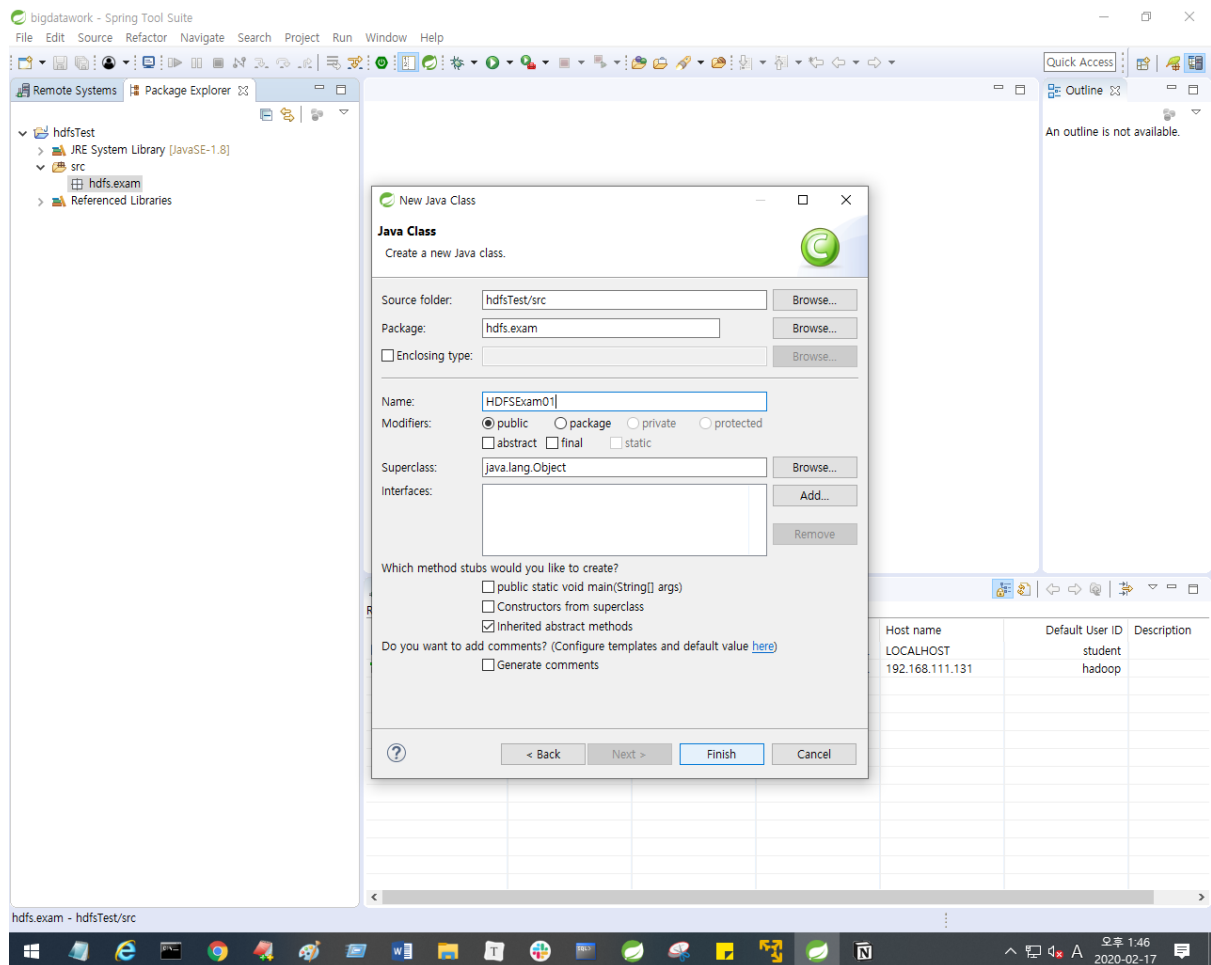 bigdatawork - Spring Tool Suite
File Edit Source Refactor Navigate Search Project Run Window Help
Quick Access
Remote Systems Package Explorer
Outline
hdfsTest
An outline is not available.
JRE System Library [JavaSE-1.8]
src
hdfs.exam
Referenced Libraries
New Java Class
Java Class
Create a new Java class.
Source folder: hdfsTest/src Browse...
Package: hdfs.exam Browse...
Enclosing type: Browse...
Name: HDFSExam01
Modifiers: public package private protected
abstract final static
Superclass: java.lang.Object Browse...
Interfaces: Add...
Remove
Which method stubs would you like to create?
public static void main(String[] args)
Constructors from superclass
Inherited abstract methods
Do you want to add comments? (Configure templates and default value here)
Generate comments
? < Back Next > Finish Cancel
Host name Default User ID Description
LOCALHOST student
192.168.111.131 hadoop
hdfs.exam - hdfsTest/src
A 오후 1:46
2020-02-17